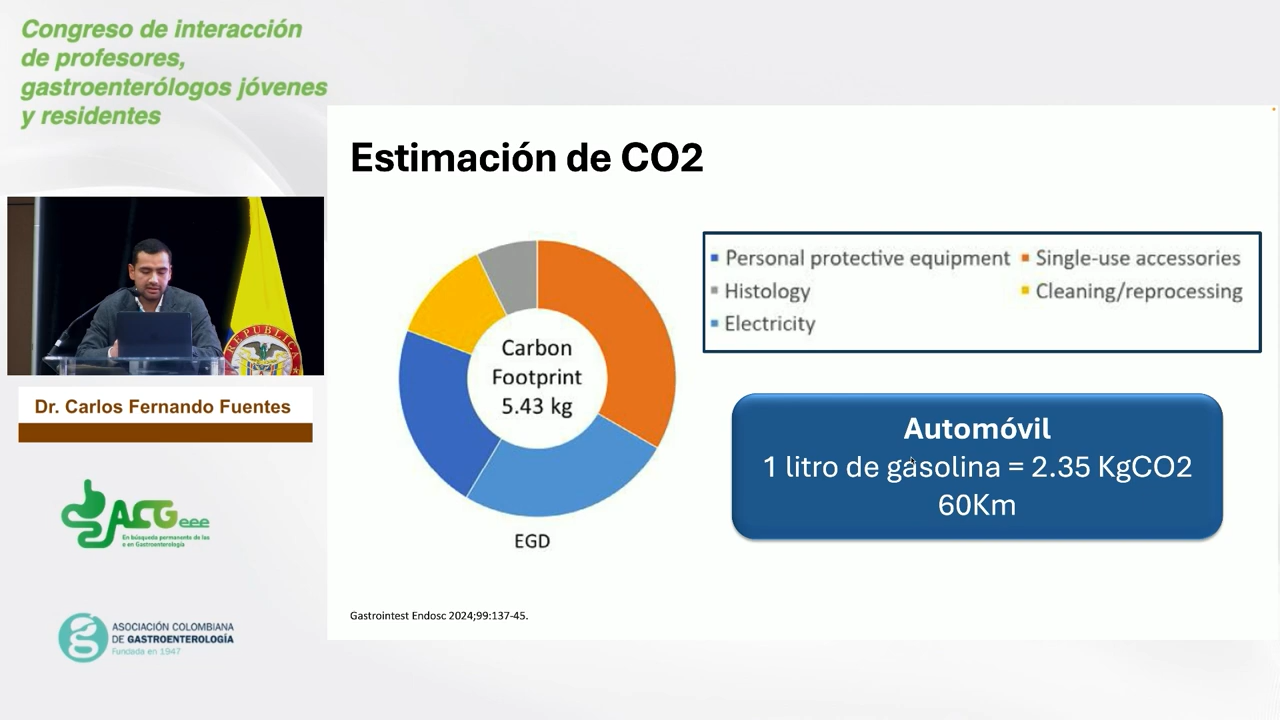 Congreso de interacción
de profesores,
gastroenterólogos jóvenes
y residentes
Estimación de CO2
Personal protective equipment
Single-use accessories
Histology
Cleaning/reprocessing
Electricity
Carbon
Footprint
5.43 kg
EGD
Automóvil
1 litro de gasolina = 2.35 KgCO2
60Km
Gastrointest Endosc 2024;99:137-45.
REPUBLICA
Dr. Carlos Fernando Fuentes
ACGeee
En búsqueda permanente de las
e en Gastroenterología
ASOCIACIÓN COLOMBIANA
DE GASTROENTEROLOGÍA
Fundada en 1947